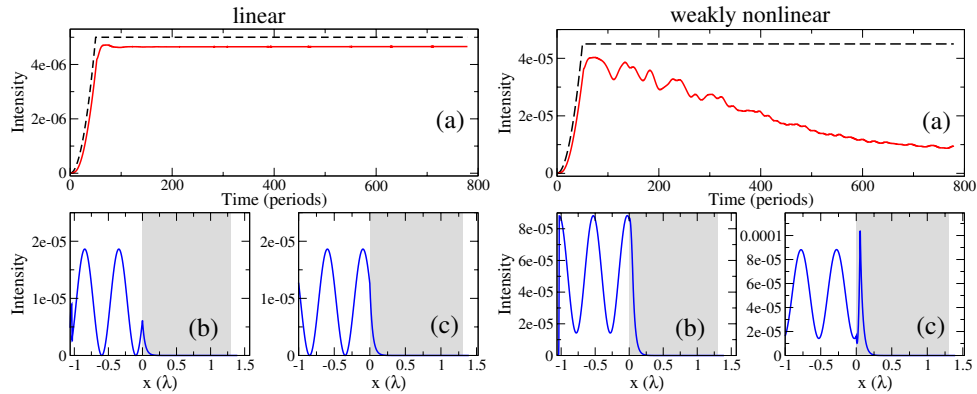 linear
weakly nonlinear
Intensity
4e-06
2e-06
0
(a)
0 200 400 600 800
Time (periods)
Intensity
4e-05
2e-05
0
(a)
0 200 400 600 800
Time (periods)
Intensity
2e-05
1e-05
0
(b)
-1 -0.5 0 0.5 1 1.5
x (λ)
2e-05
1e-05
0
(c)
-1 -0.5 0 0.5 1 1.5
x (λ)
Intensity
8e-05
6e-05
4e-05
2e-05
0
(b)
-1 -0.5 0 0.5 1 1.5
x (λ)
Intensity
0.0001
8e-05
6e-05
4e-05
2e-05
0
(c)
-1 -0.5 0 0.5 1 1.5
x (λ)